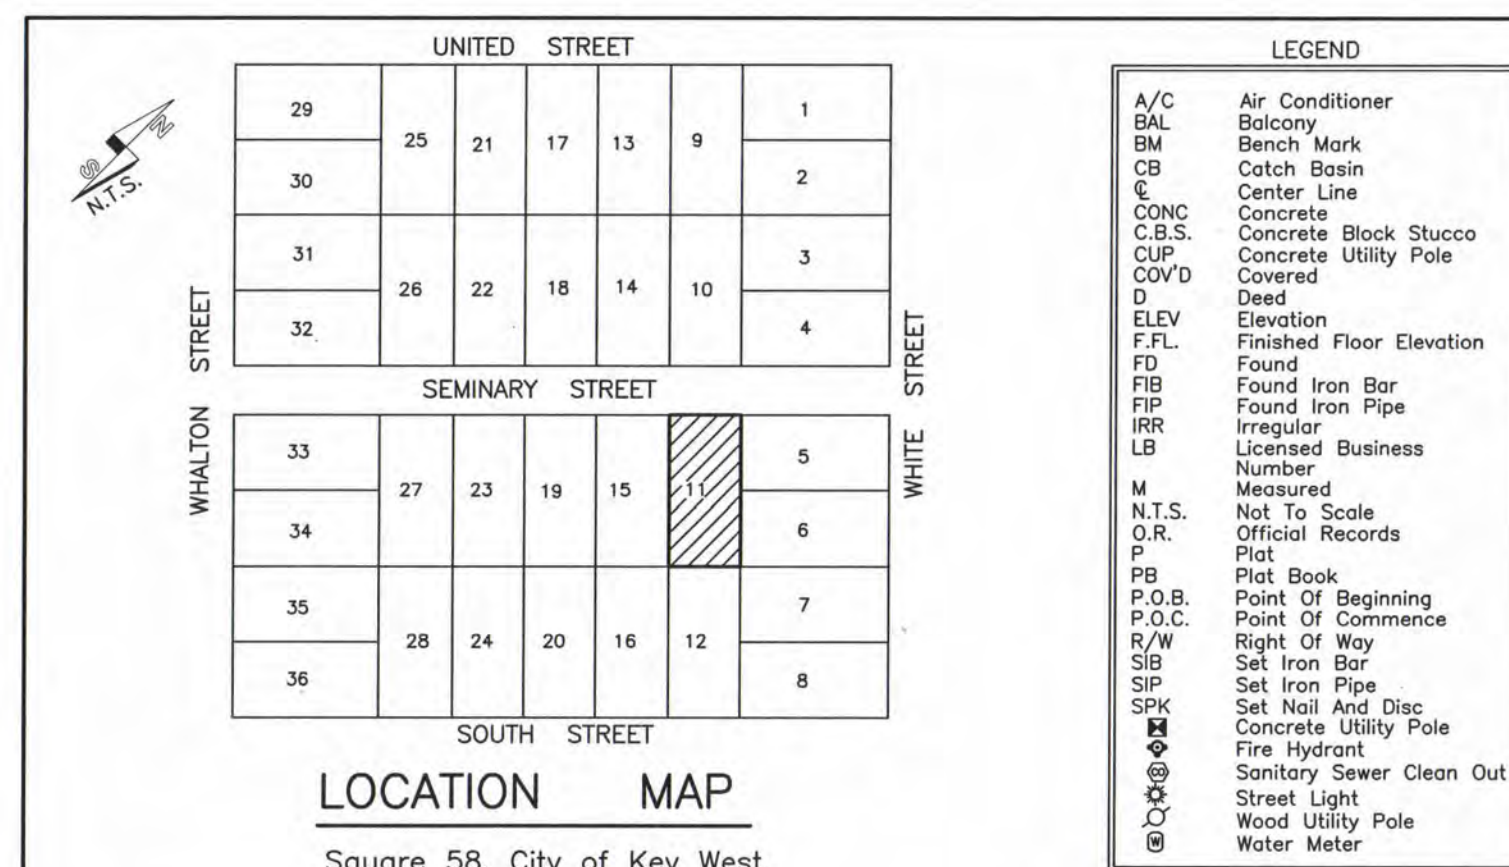 UNITED STREET
29 25 21 17 13 9 1
30 2
31 26 22 18 14 10 3
32 4
N
S
N.T.S.
WHALTON STREET
WHITE STREET
SEMINARY STREET
33 27 23 19 15 11 5
34 6
35 28 24 20 16 12 7
36 8
SOUTH STREET
LOCATION MAP
Square 58, City of Key West
LEGEND
A/C Air Conditioner
BAL Balcony
BM Bench Mark
CB Catch Basin
℄ Center Line
CONC Concrete
C.B.S. Concrete Block Stucco
CUP Concrete Utility Pole
COV'D Covered
D Deed
ELEV Elevation
F.FL. Finished Floor Elevation
FD Found
FIB Found Iron Bar
FIP Found Iron Pipe
IRR Irregular
LB Licensed Business
Number
M Measured
N.T.S. Not To Scale
O.R. Official Records
P Plat
PB Plat Book
P.O.B. Point Of Beginning
P.O.C. Point Of Commence
R/W Right Of Way
SIB Set Iron Bar
SIP Set Iron Pipe
SPK Set Nail And Disc
Concrete Utility Pole
Fire Hydrant
CO Sanitary Sewer Clean Out
Street Light
Wood Utility Pole
W Water Meter